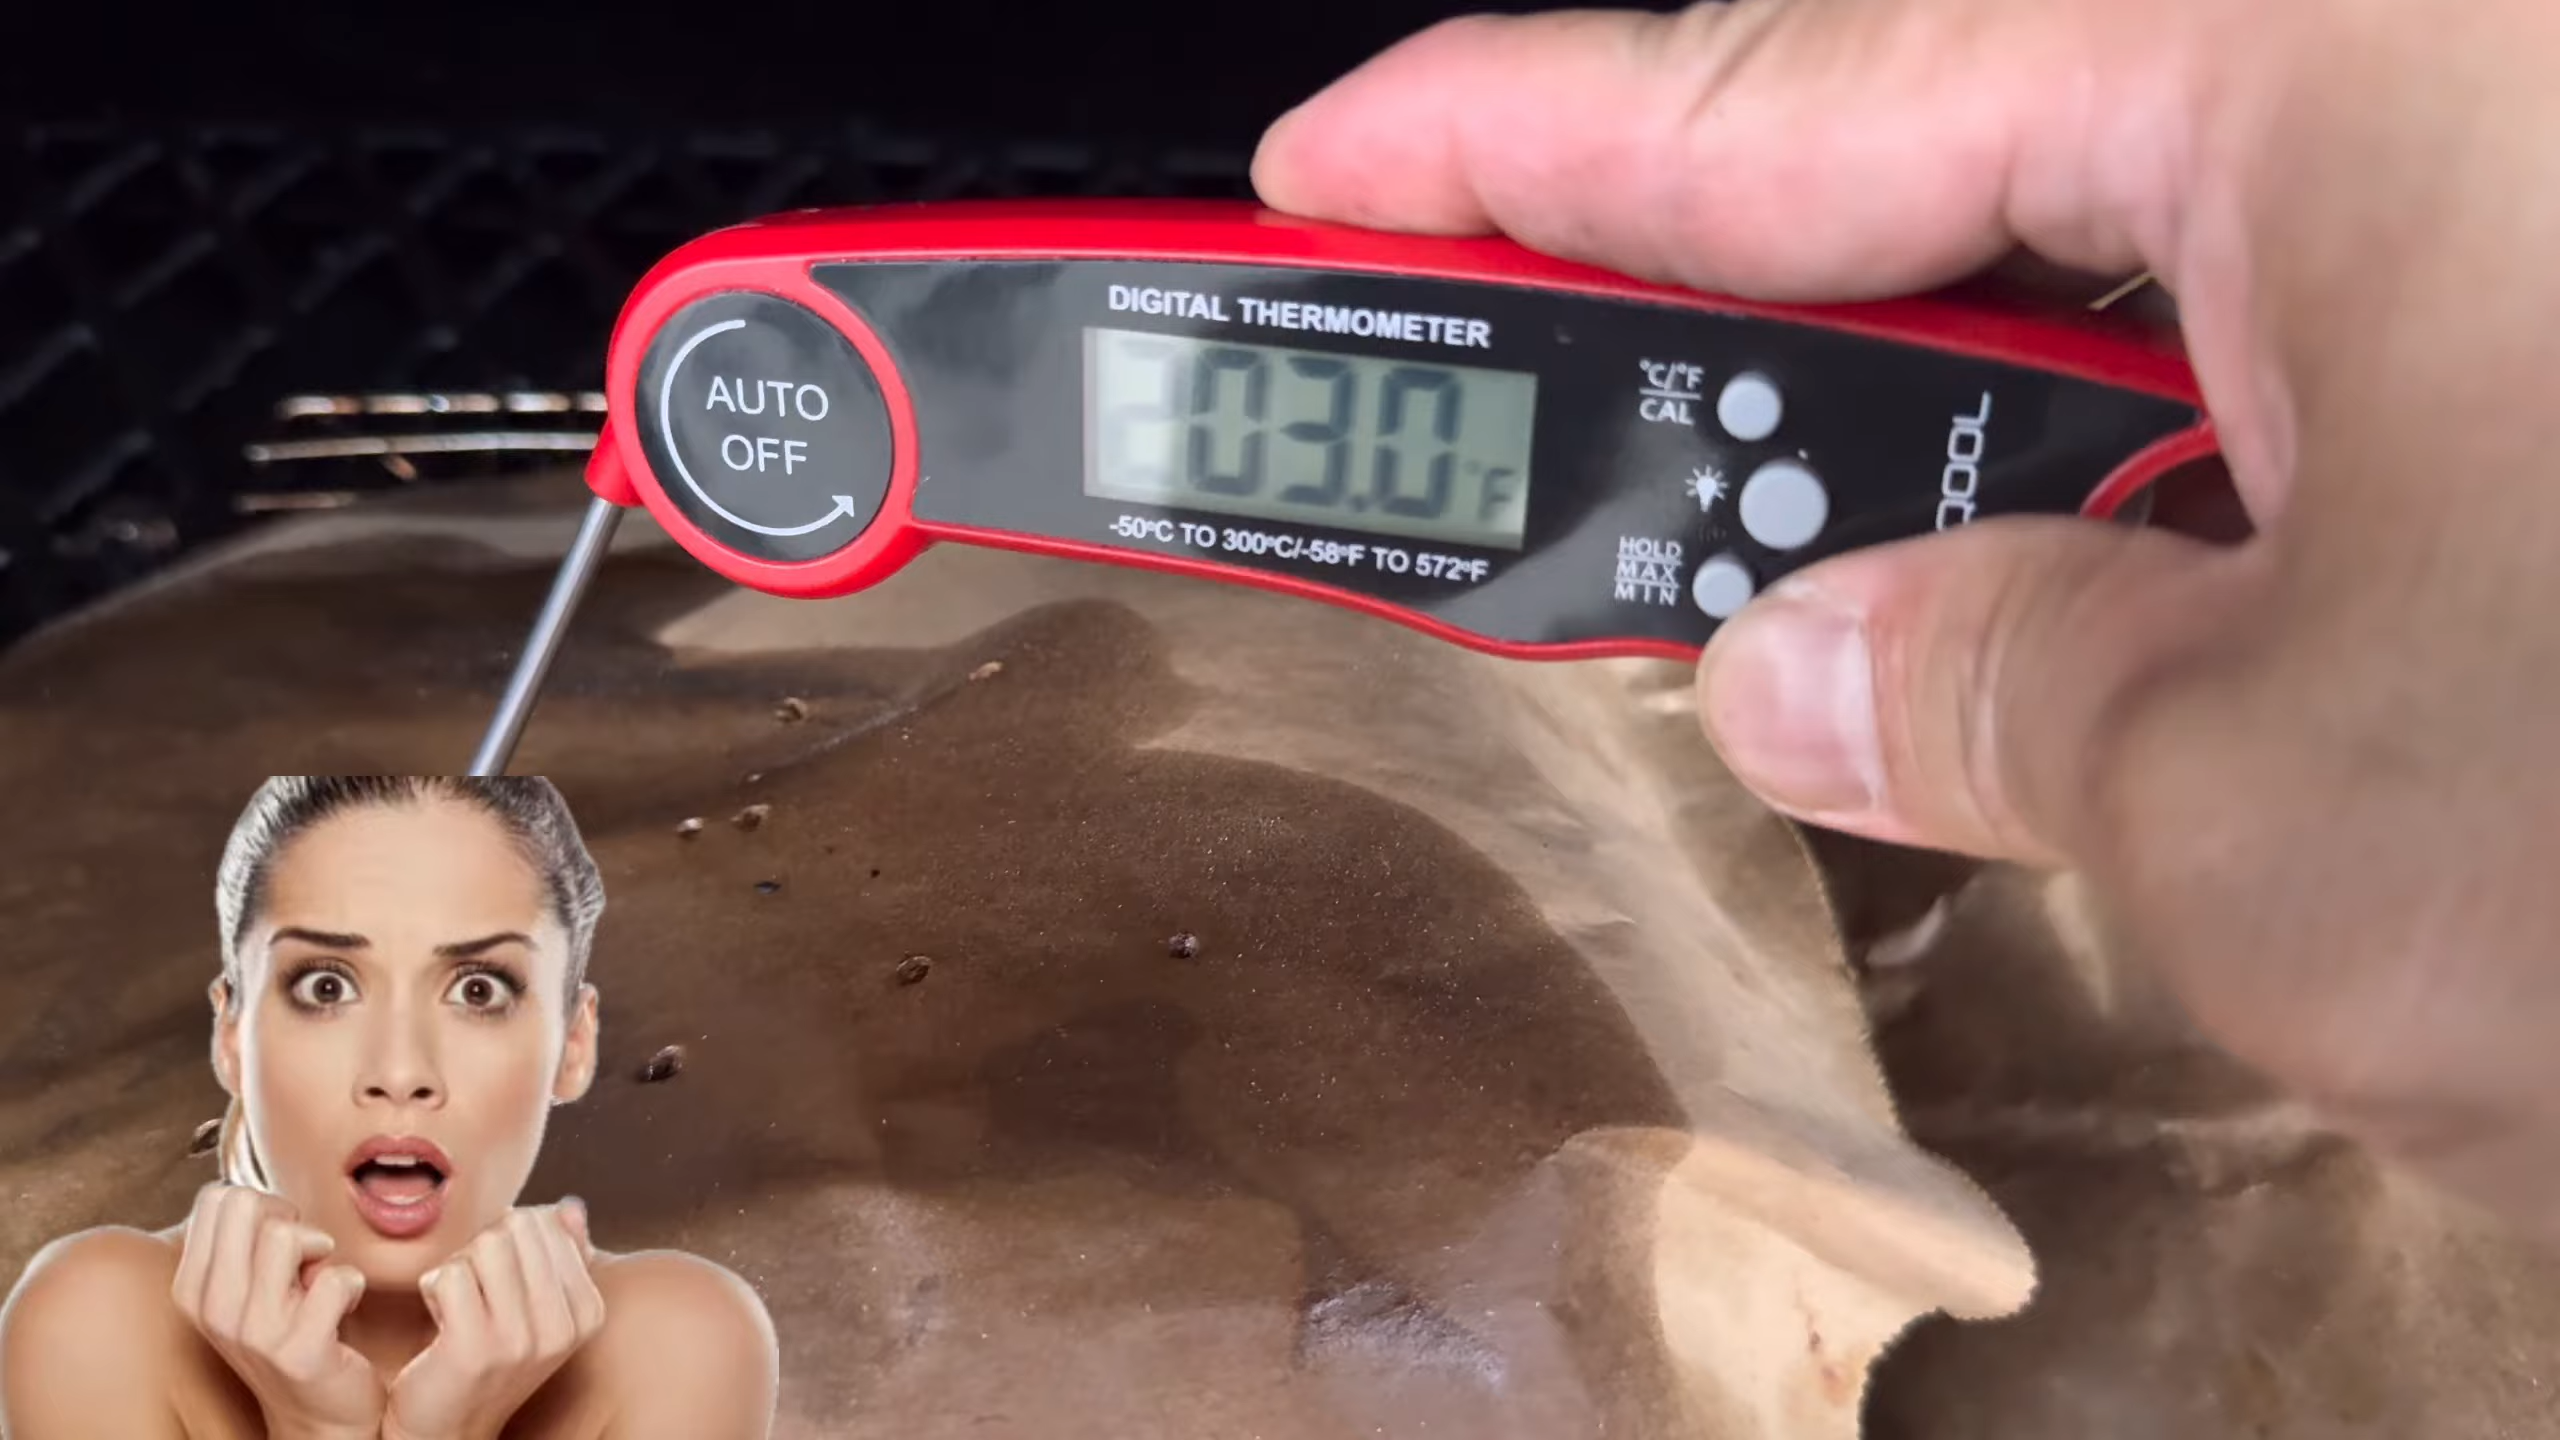 DIGITAL THERMOMETER
AUTO
OFF
203.0 °F
-50°C TO 300°C/-58°F TO 572°F
°C/°F
CAL
HOLD
MAX
MIN